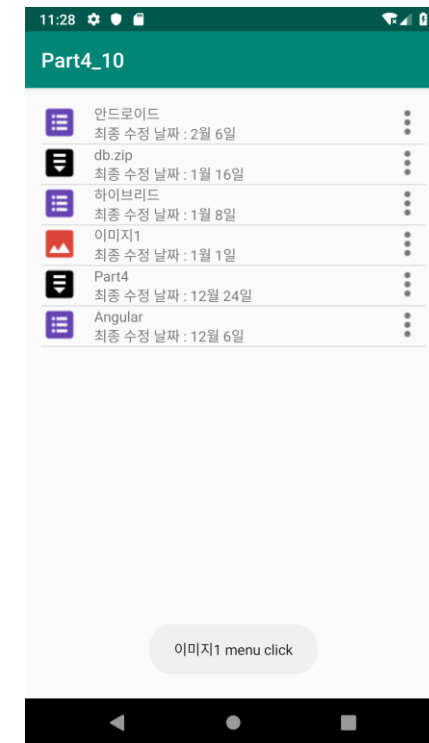 11:28
Part4_10
안드로이드
최종 수정 날짜 : 2월 6일
db.zip
최종 수정 날짜 : 1월 16일
하이브리드
최종 수정 날짜 : 1월 8일
이미지1
최종 수정 날짜 : 1월 1일
Part4
최종 수정 날짜 : 12월 24일
Angular
최종 수정 날짜 : 12월 6일
이미지1 menu click